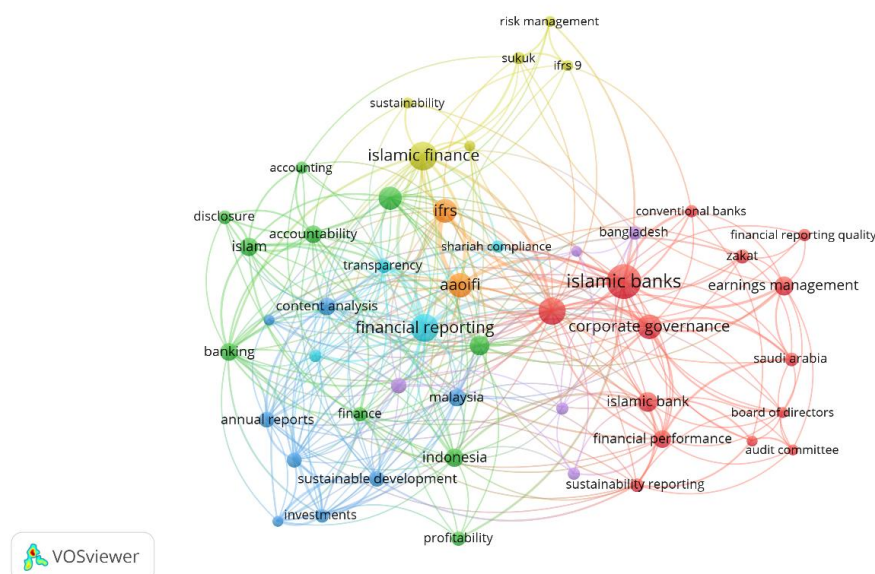 risk management
sukuk
ifrs 9
sustainability
islamic finance
accounting
ifrs
disclosure
accountability
islam
conventional banks
bangladesh
financial reporting quality
shariah compliance
zakat
transparency
islamic banks
aaoifi
earnings management
content analysis
financial reporting
corporate governance
banking
saudi arabia
malaysia
islamic bank
finance
annual reports
board of directors
financial performance
audit committee
indonesia
sustainable development
sustainability reporting
investments
profitability
VOSviewer